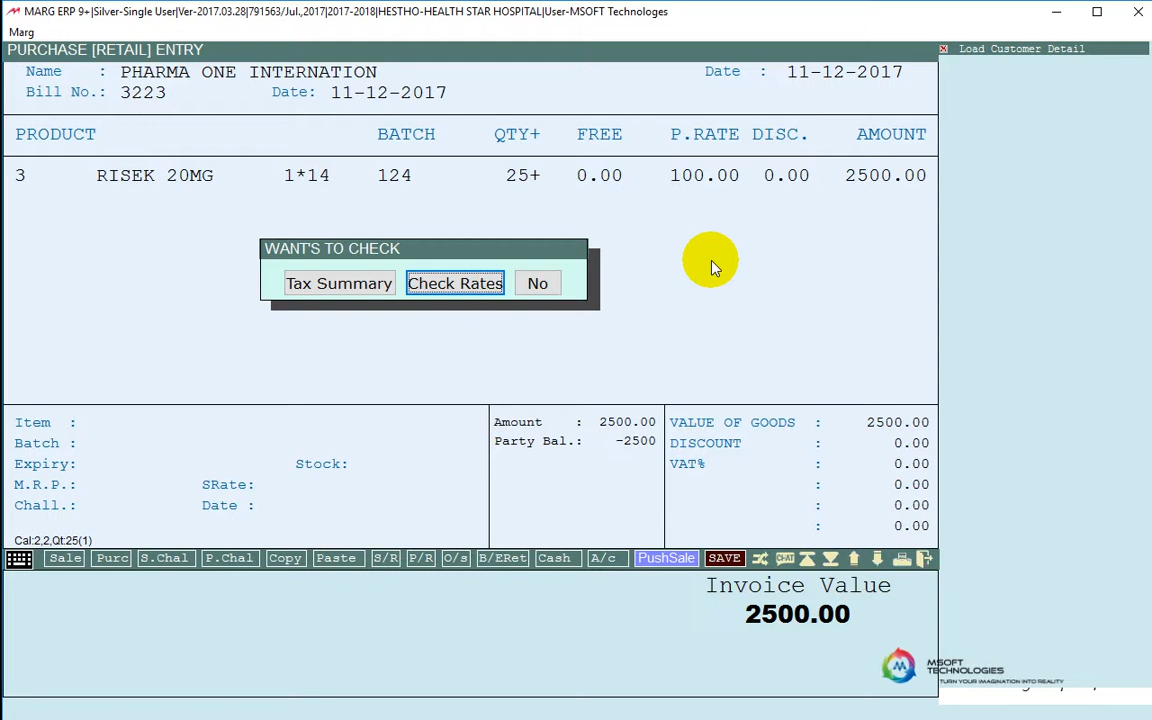 MARG ERP 9+|Silver-Single User|Ver-2017.03.28|791563/Jul.,2017|2017-2018|HESTHO-HEALTH STAR HOSPITAL|User-MSOFT Technologes
Marg
PURCHASE [RETAIL] ENTRY
Load Customer Detail
Name : PHARMA ONE INTERNATION Date : 11-12-2017
Bill No.: 3223 Date: 11-12-2017
PRODUCT BATCH QTY+ FREE P.RATE DISC. AMOUNT
3 RISEK 20MG 1*14 124 25+ 0.00 100.00 0.00 2500.00
WANT'S TO CHECK
Tax Summary Check Rates No
Item : Amount : 2500.00 VALUE OF GOODS : 2500.00
Batch : Party Bal.: -2500 DISCOUNT : 0.00
Expiry: Stock: VAT% : 0.00
M.R.P.: SRate: : 0.00
Chall.: Date : : 0.00
: 0.00
Cal:2,2,Qt:25(1)
Sale Purc S.Chal P.Chal Copy Paste S/R P/R O/s B/ERet Cash A/c PushSale SAVE CHAT
Invoice Value
2500.00
MSOFT
TECHNOLOGIES
TURN YOUR IMAGINATION INTO REALITY